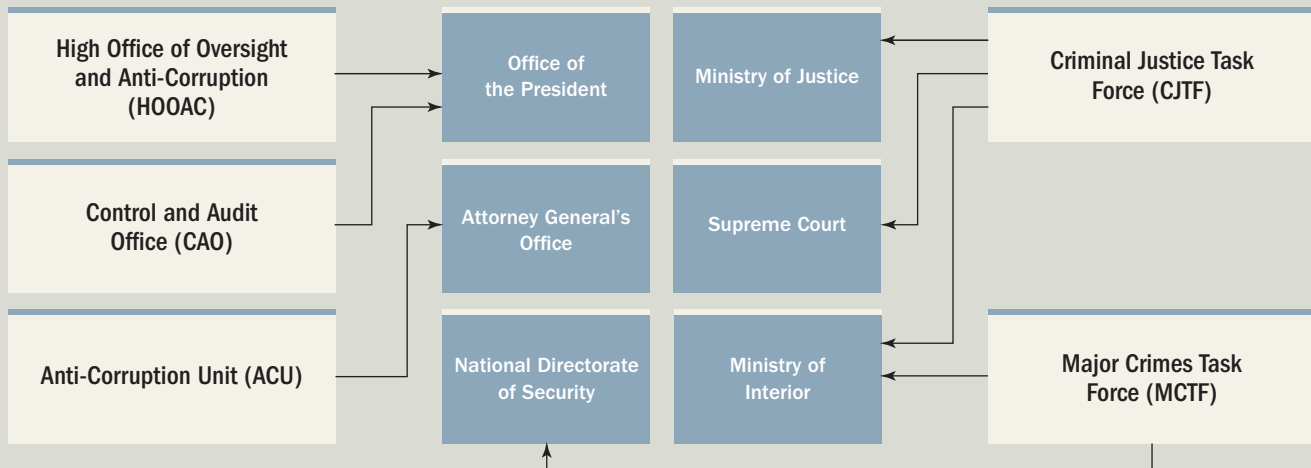 High Office of Oversight
and Anti-Corruption
(HOOAC)
Office of
the President
Ministry of Justice
Criminal Justice Task
Force (CJTF)
Control and Audit
Office (CAO)
Attorney General’s
Office
Supreme Court
Anti-Corruption Unit (ACU)
National Directorate
of Security
Ministry of
Interior
Major Crimes Task
Force (MCTF)